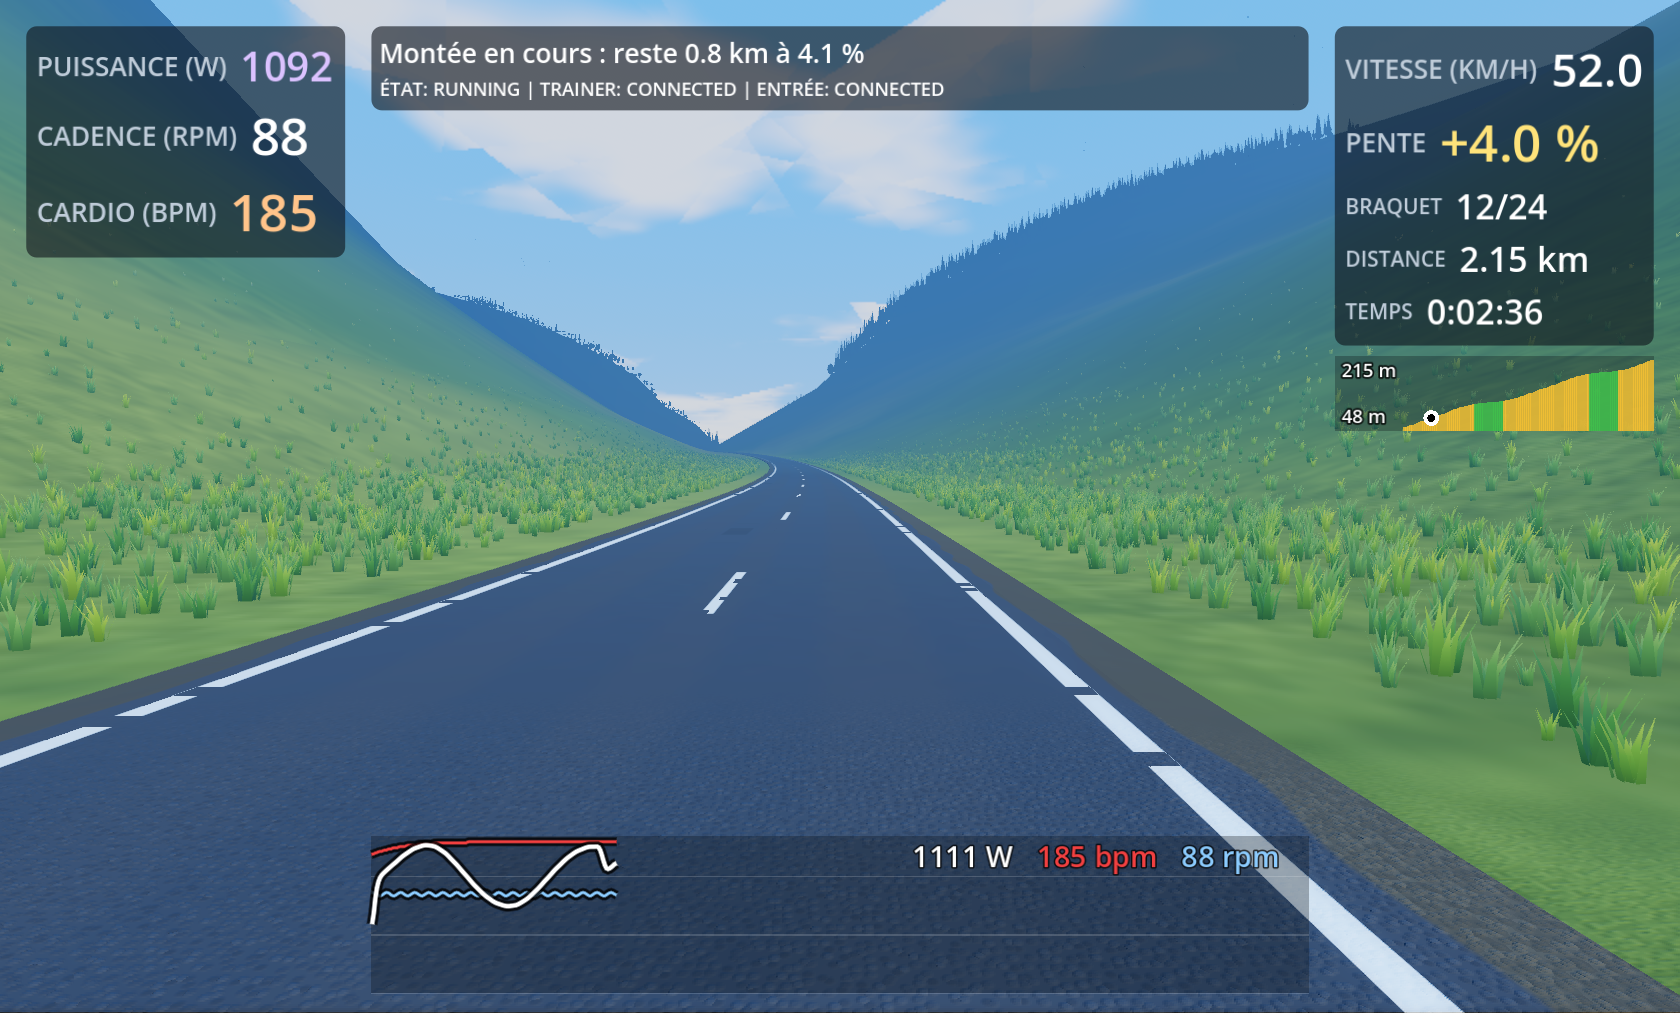 PUISSANCE (W) 1092
CADENCE (RPM) 88
CARDIO (BPM) 185
Montée en cours : reste 0.8 km à 4.1 %
ÉTAT: RUNNING | TRAINER: CONNECTED | ENTRÉE: CONNECTED
VITESSE (KM/H) 52.0
PENTE +4.0 %
BRAQUET 12/24
DISTANCE 2.15 km
TEMPS 0:02:36
215 m
48 m
1111 W 185 bpm 88 rpm